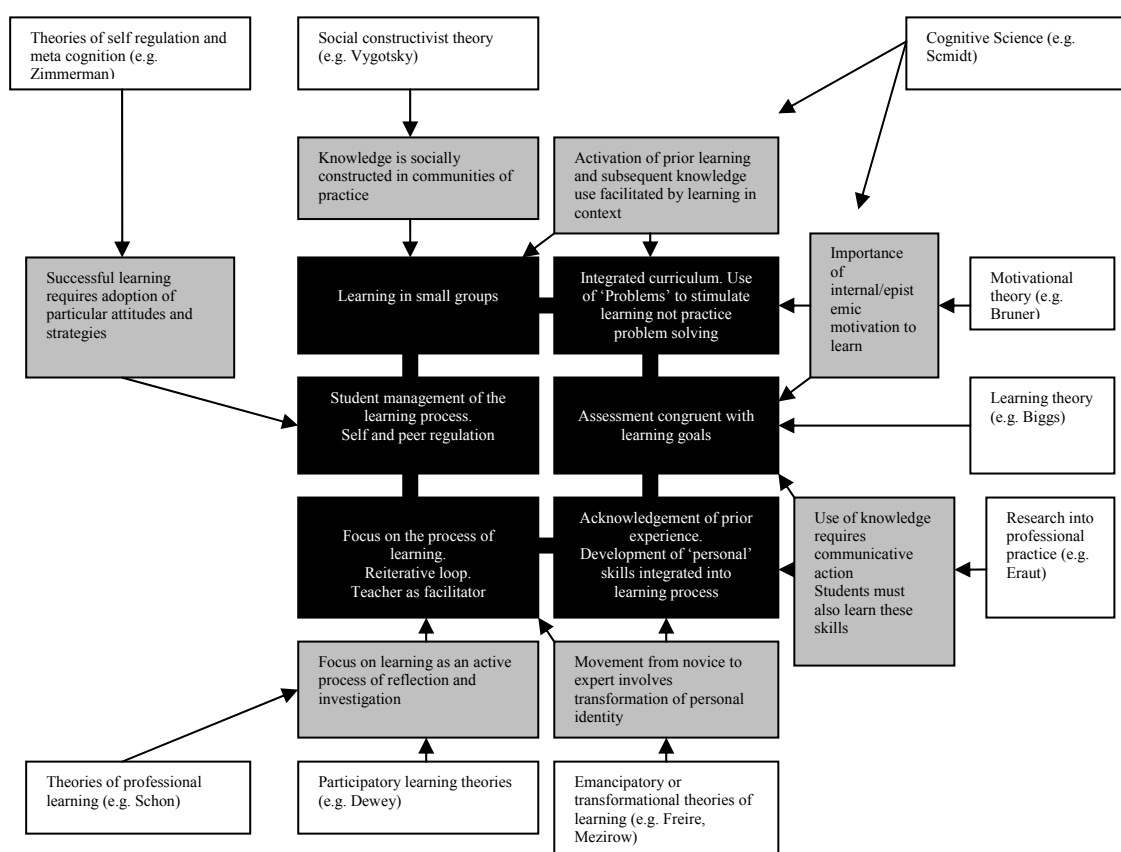 Theories of self regulation and
meta cognition (e.g.
Zimmerman)
Social constructivist theory
(e.g. Vygotsky)
Cognitive Science (e.g.
Scmidt)
Knowledge is socially
constructed in communities of
practice
Activation of prior learning
and subsequent knowledge
use facilitated by learning in
context
Successful learning
requires adoption of
particular attitudes and
strategies
Learning in small groups
Integrated curriculum. Use
of ‘Problems’ to stimulate
learning not practice
problem solving
Importance
of
internal/epist
emic
motivation to
learn
Motivational
theory (e.g.
Bruner)
Student management of the
learning process.
Self and peer regulation
Assessment congruent with
learning goals
Learning theory
(e.g. Biggs)
Focus on the process of
learning.
Reiterative loop.
Teacher as facilitator
Acknowledgement of prior
experience.
Development of ‘personal’
skills integrated into
learning process
Use of knowledge
requires
communicative
action
Students must
also learn these
skills
Research into
professional
practice (e.g.
Eraut)
Focus on learning as an active
process of reflection and
investigation
Movement from novice to
expert involves
transformation of personal
identity
Theories of professional
learning (e.g. Schon)
Participatory learning theories
(e.g. Dewey)
Emancipatory or
transformational theories of
learning (e.g. Freire,
Mezirow)